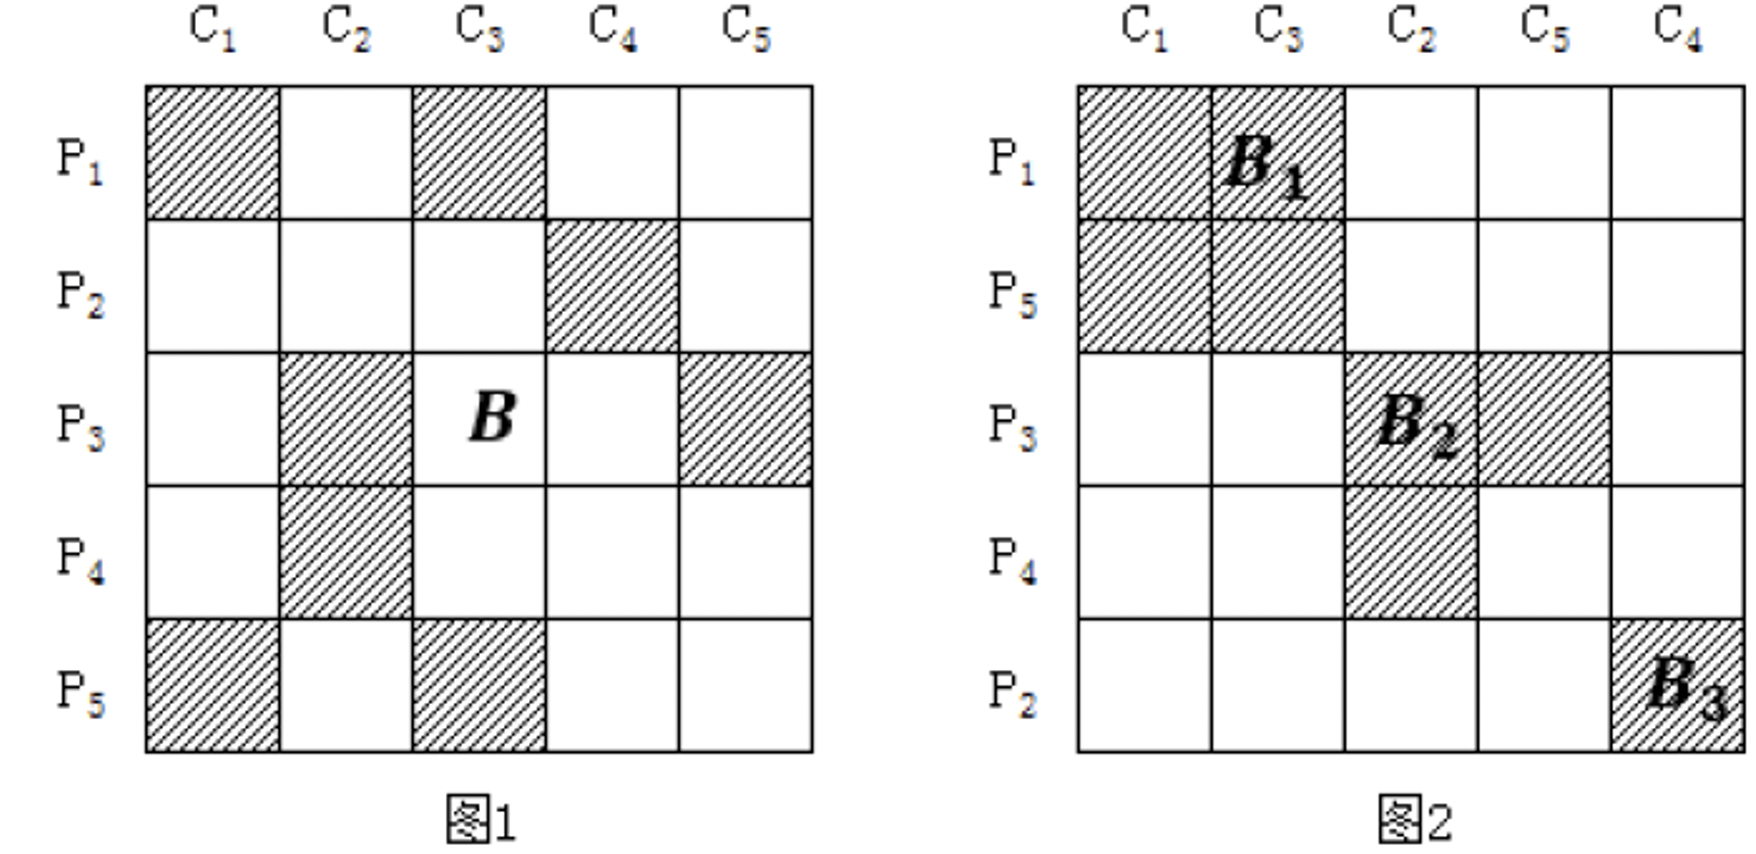 C1 C2 C3 C4 C5 C1 C3 C2 C5 C4
P1 P1 B1
P2 P5
P3 B P3 B2
P4 P4
P5 P2 B3
图1 图2